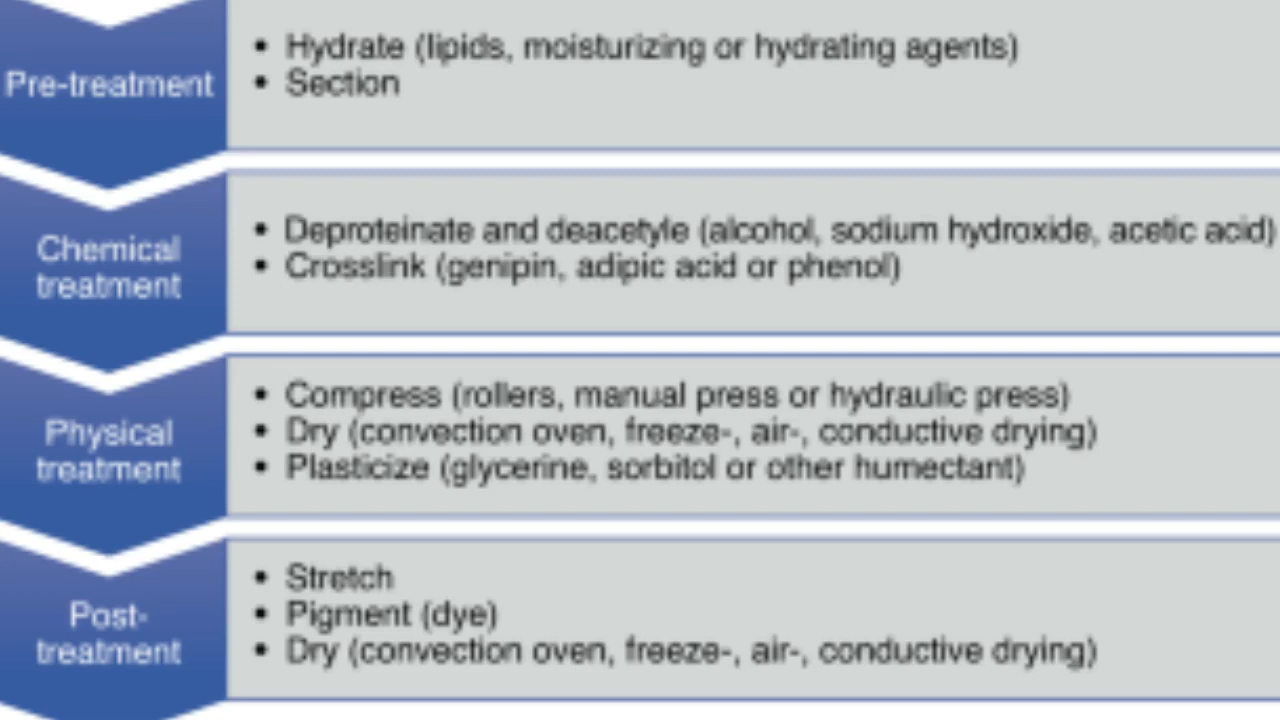 Pre-treatment
• Hydrate (lipids, moisturizing or hydrating agents)
• Section
Chemical
treatment
• Deproteinate and deacetyle (alcohol, sodium hydroxide, acetic acid)
• Crosslink (genipin, adipic acid or phenol)
Physical
treatment
• Compress (rollers, manual press or hydraulic press)
• Dry (convection oven, freeze-, air-, conductive drying)
• Plasticize (glycerine, sorbitol or other humectant)
Post-
treatment
• Stretch
• Pigment (dye)
• Dry (convection oven, freeze-, air-, conductive drying)